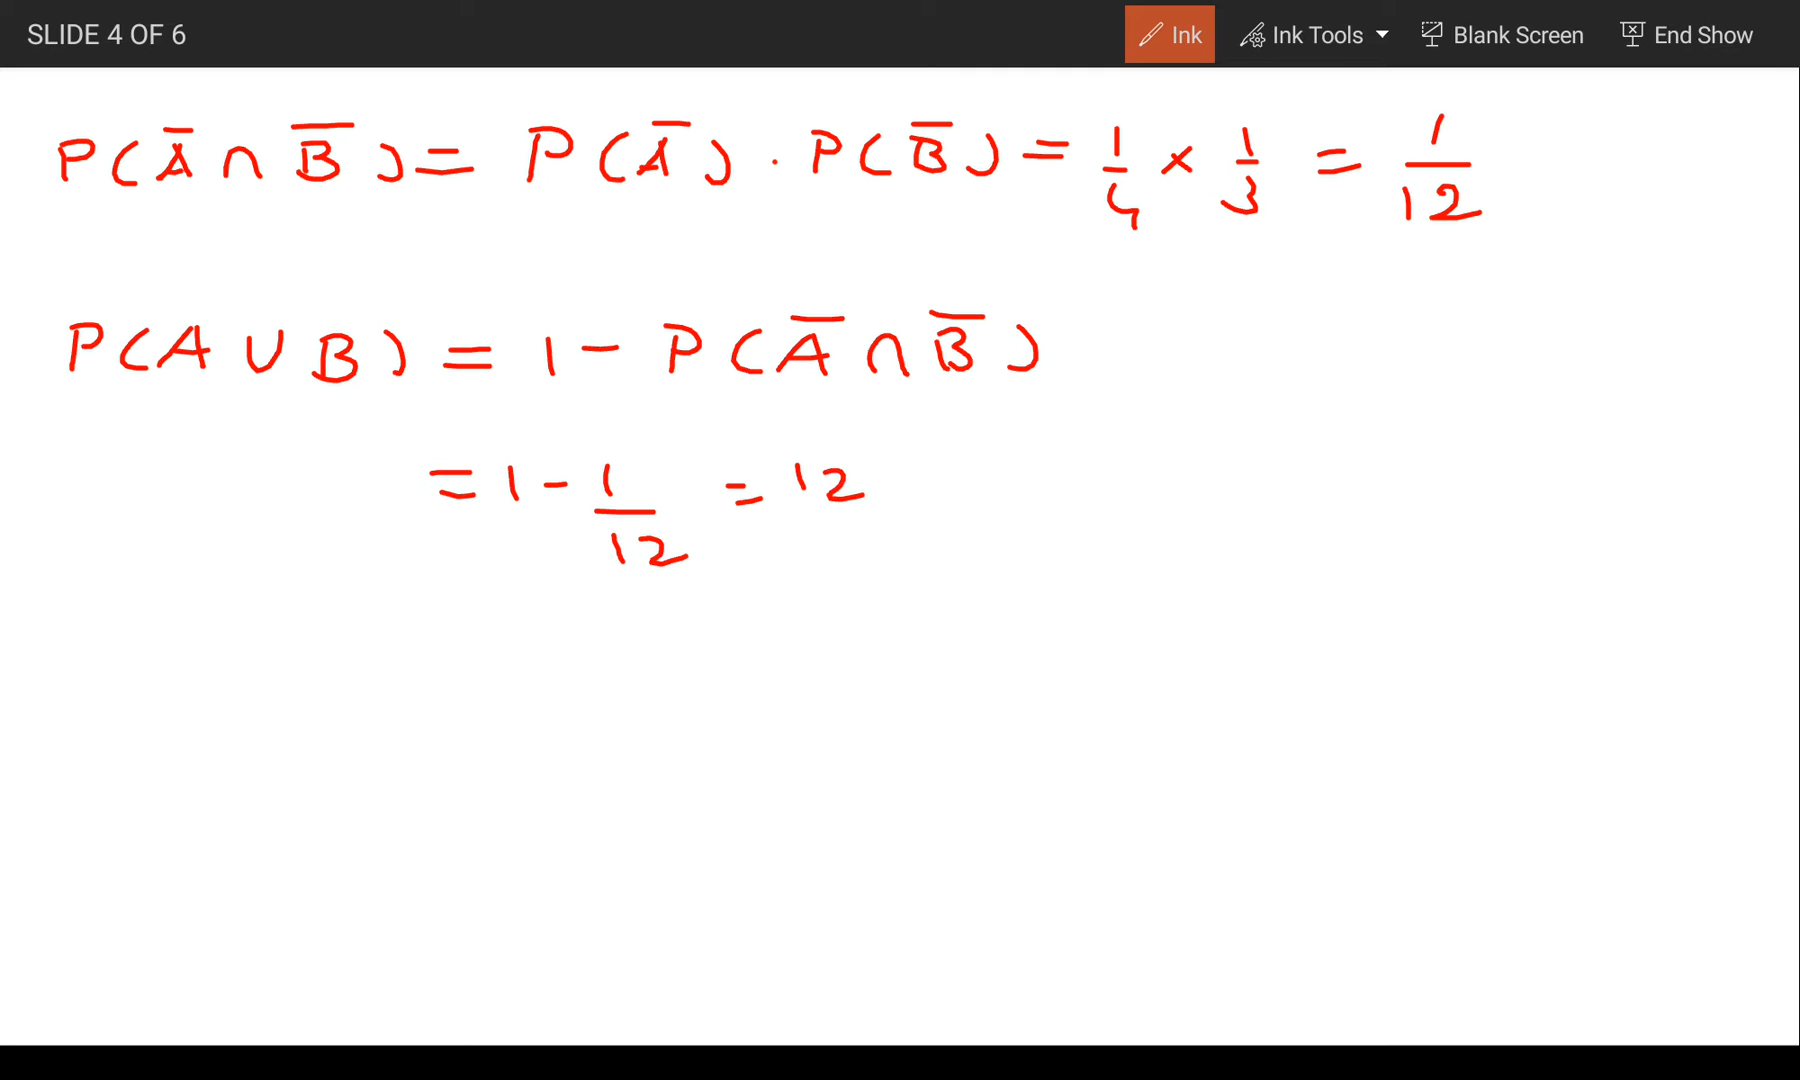 SLIDE 4 OF 6 Ink Ink Tools Blank Screen End Show
P(A̅ ∩ B̅) = P(A̅) . P(B̅) = 1/4 × 1/3 = 1/12
P(A ∪ B) = 1 - P(A̅ ∩ B̅)
= 1 - 1/12 = 12